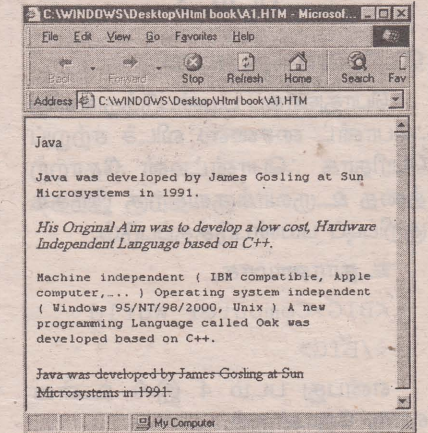 C:\WINDOWS\Desktop\Html book\A1.HTM - Microsof...
File Edit View Go Favorites Help
Back Forward Stop Refresh Home Search Fav
Address C:\WINDOWS\Desktop\Html book\A1.HTM
Java
Java was developed by James Gosling at Sun
Microsystems in 1991.
His Original Aim was to develop a low cost, Hardware
Independent Language based on C++.
Machine independent ( IBM compatible, Apple
computer,_... ) Operating system independent
( Windows 95/NT/98/2000, Unix ) A new
programming Language called Oak was
developed based on C++.
Java was developed by James Gosling at Sun
Microsystems in 1991.
My Computer